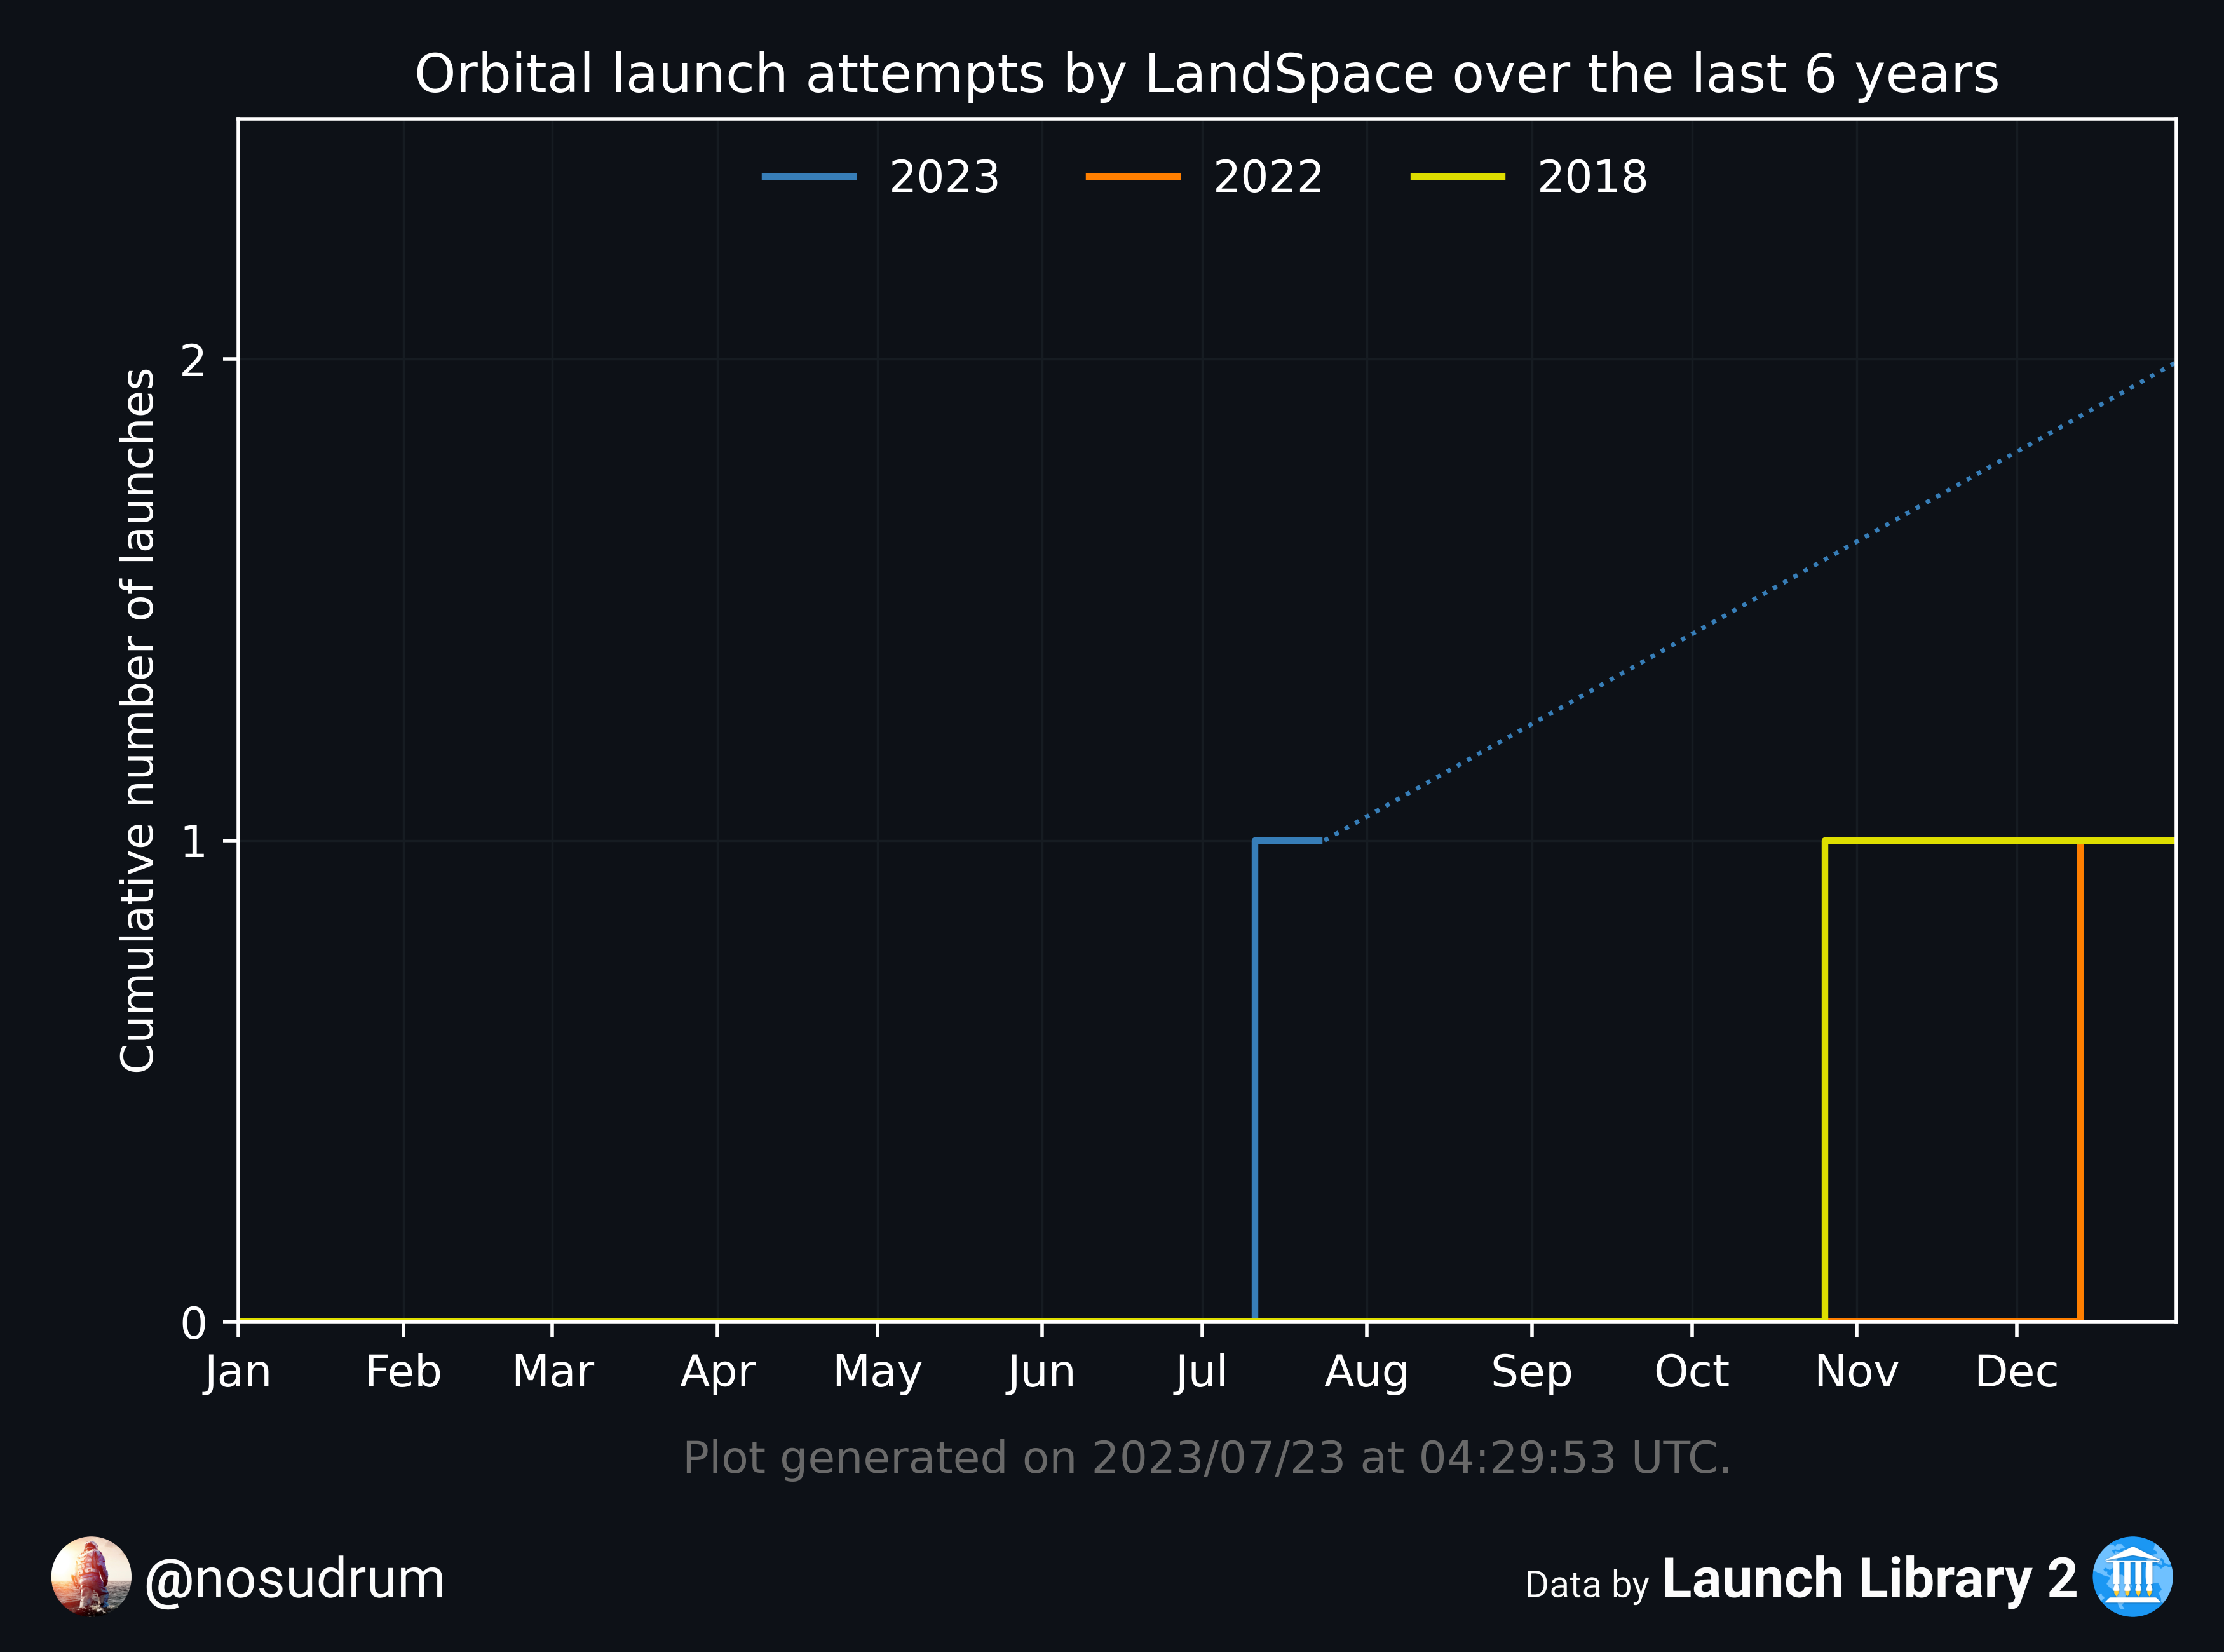 Orbital launch attempts by LandSpace over the last 6 years
2023 2022 2018
Cumulative number of launches
2
1
0
Jan Feb Mar Apr May Jun Jul Aug Sep Oct Nov Dec
Plot generated on 2023/07/23 at 04:29:53 UTC.
@nosudrum
Data by Launch Library 2